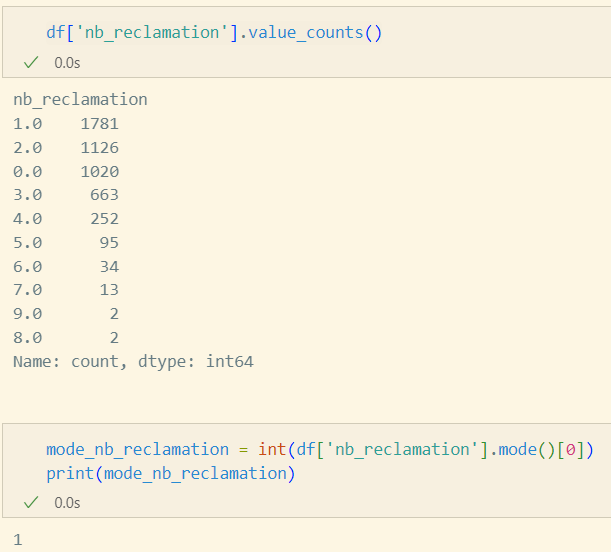 df['nb_reclamation'].value_counts()
0.0s
nb_reclamation
1.0 1781
2.0 1126
0.0 1020
3.0 663
4.0 252
5.0 95
6.0 34
7.0 13
9.0 2
8.0 2
Name: count, dtype: int64
mode_nb_reclamation = int(df['nb_reclamation'].mode()[0])
print(mode_nb_reclamation)
0.0s
1